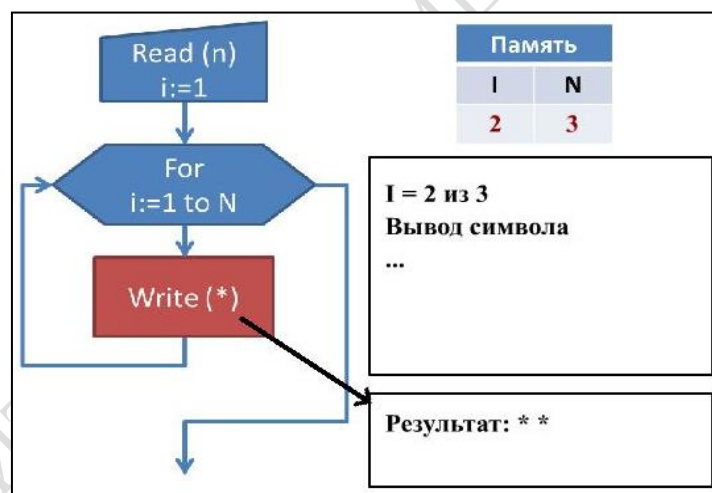 Read (n)
i:=1
For
i:=1 to N
Write (*)
Память
I N
2 3
I = 2 из 3
Вывод символа
...
Результат: * *